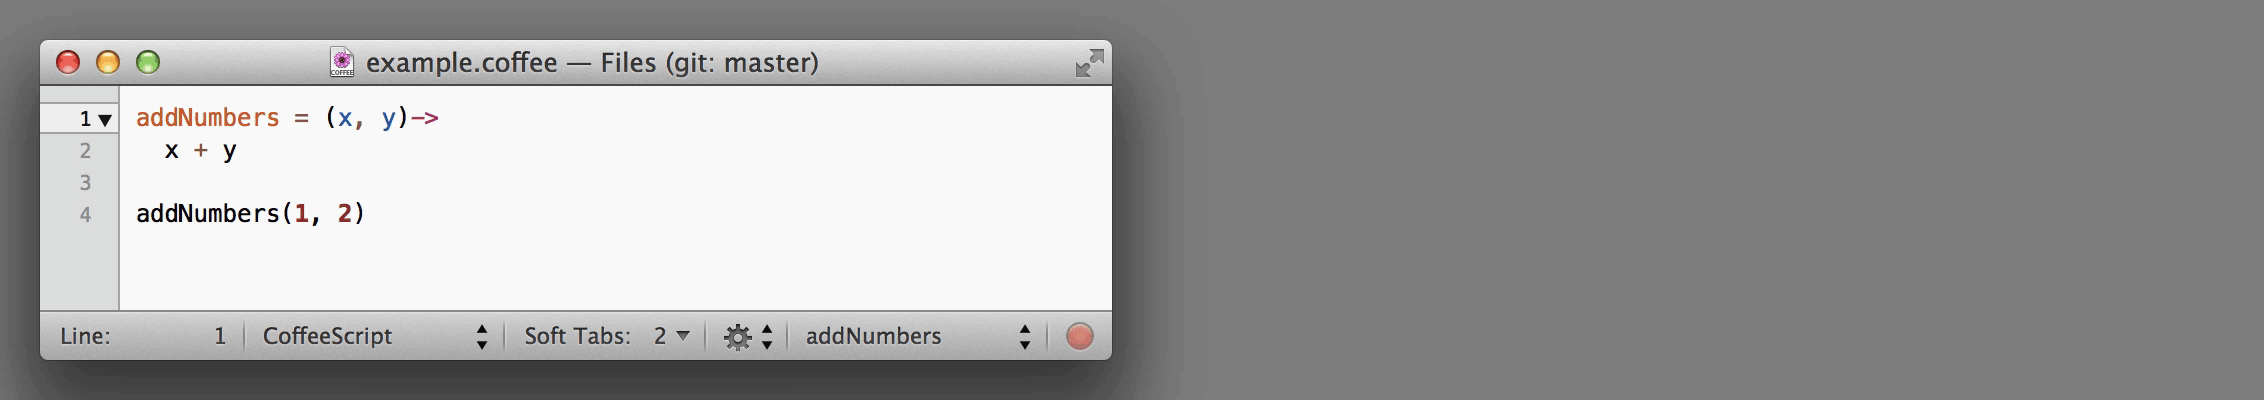 COFFEE
example.coffee — Files (git: master)
1 addNumbers = (x, y)->
2 x + y
3
4 addNumbers(1, 2)
Line: 1 CoffeeScript Soft Tabs: 2 addNumbers